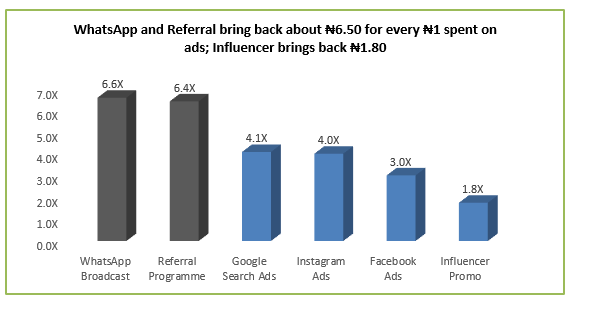 WhatsApp and Referral bring back about ₦6.50 for every ₦1 spent on
ads; Influencer brings back ₦1.80
6.6X
6.4X
4.1X
4.0X
3.0X
1.8X
7.0X
6.0X
5.0X
4.0X
3.0X
2.0X
1.0X
0.0X
WhatsApp Broadcast
Referral Programme
Google Search Ads
Instagram Ads
Facebook Ads
Influencer Promo